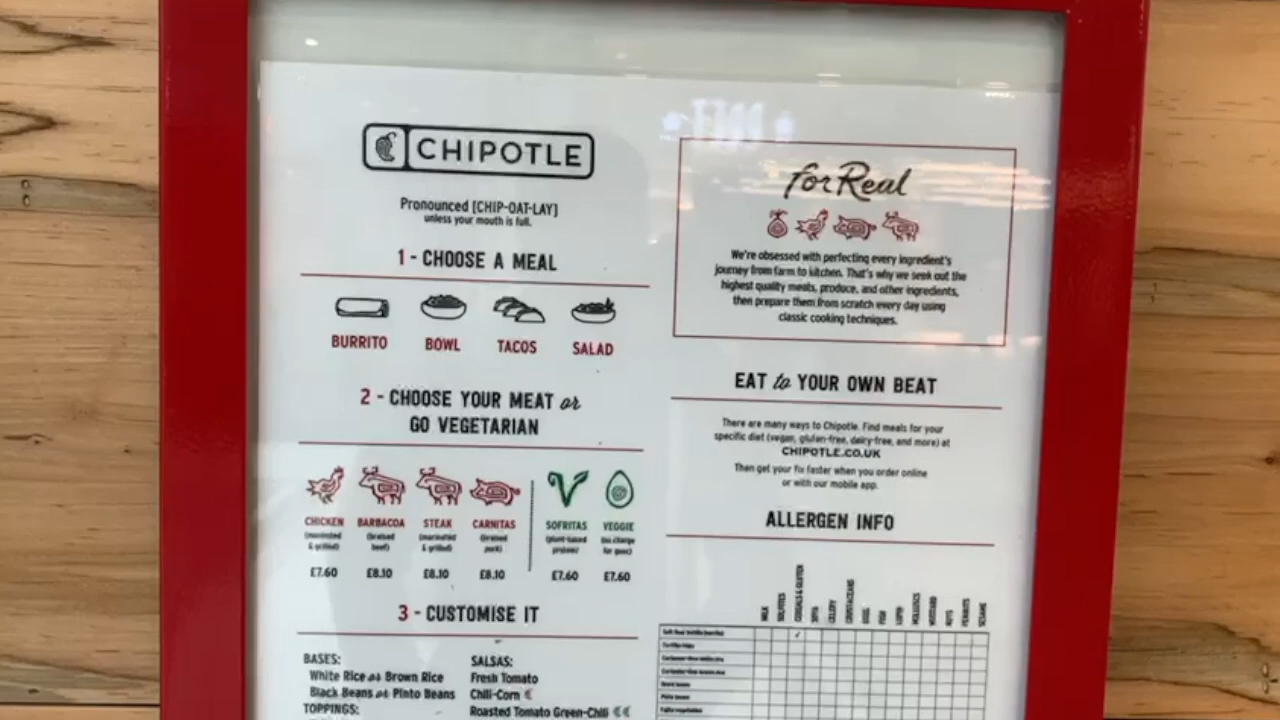 CHIPOTLE
Pronounced [CHIP-OAT-LAY]
unless your mouth is full.
1 - CHOOSE A MEAL
BURRITO BOWL TACOS SALAD
2 - CHOOSE YOUR MEAT or
GO VEGETARIAN
CHICKEN BARBACOA STEAK CARNITAS SOFRITAS VEGGIE
(marinated (braised (marinated (braised (plant-based (no charge
& grilled) beef) & grilled) pork) protein) for guac)
£7.60 £8.10 £8.10 £8.10 £7.60 £7.60
3 - CUSTOMISE IT
BASES:
White Rice or Brown Rice
Black Beans or Pinto Beans
TOPPINGS:
SALSAS:
Fresh Tomato
Chili-Corn
Roasted Tomato Green-Chili
for Real
We're obsessed with perfecting every ingredient's
journey from farm to kitchen. That's why we seek out the
highest quality meats, produce, and other ingredients,
then prepare them from scratch every day using
classic cooking techniques.
EAT to YOUR OWN BEAT
There are many ways to Chipotle. Find meals for your
specific diet (vegan, gluten-free, dairy-free, and more) at
CHIPOTLE.CO.UK
Then get your fix faster when you order online
or with our mobile app.
ALLERGEN INFO
MILK SULFITES CEREALS & GLUTEN SOYA CELERY CRUSTACEANS EGGS FISH LUPIN MOLLUSCS MUSTARD NUTS PEANUTS SESAME
Soft flour tortilla (burrito) ✓
Tortilla chips